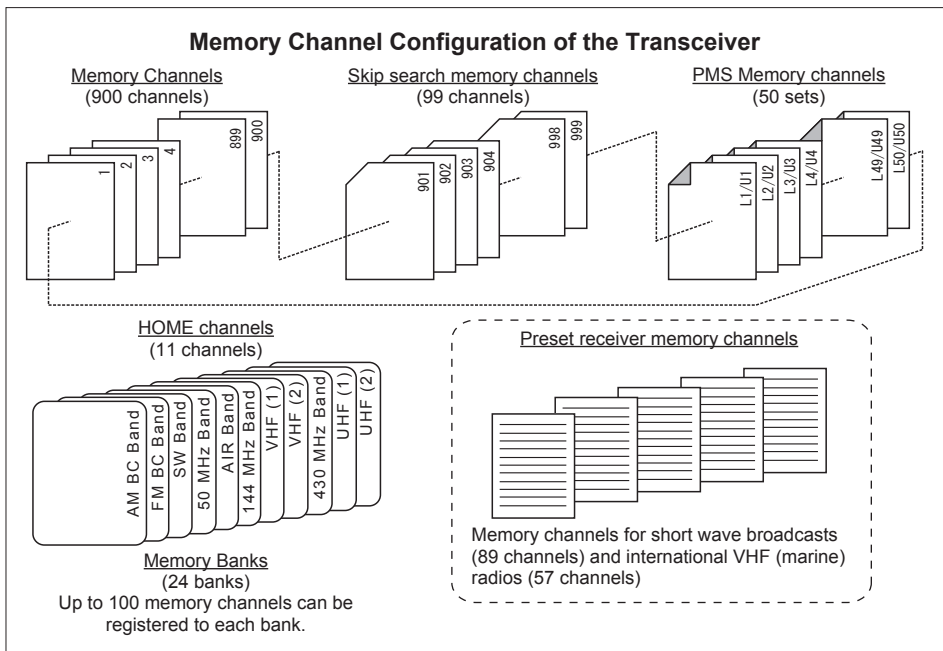 Memory Channel Configuration of the Transceiver
Memory Channels
(900 channels)
1
2
3
4
899
900
Skip search memory channels
(99 channels)
901
902
903
904
998
999
PMS Memory channels
(50 sets)
L1/U1
L2/U2
L3/U3
L4/U4
L49/U49
L50/U50
HOME channels
(11 channels)
AM BC Band
FM BC Band
SW Band
50 MHz Band
AIR Band
144 MHz Band
VHF (1)
VHF (2)
430 MHz Band
UHF (1)
UHF (2)
Memory Banks
(24 banks)
Up to 100 memory channels can be
registered to each bank.
Preset receiver memory channels
Memory channels for short wave broadcasts
(89 channels) and international VHF (marine)
radios (57 channels)